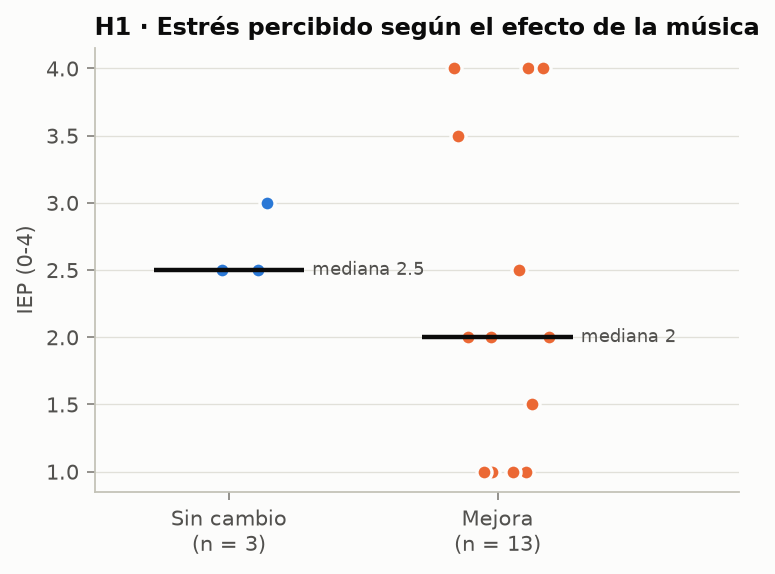 H1 · Estrés percibido según el efecto de la música
IEP (0-4)
4.0
3.5
3.0
2.5
2.0
1.5
1.0
mediana 2.5
mediana 2
Sin cambio
(n = 3)
Mejora
(n = 13)